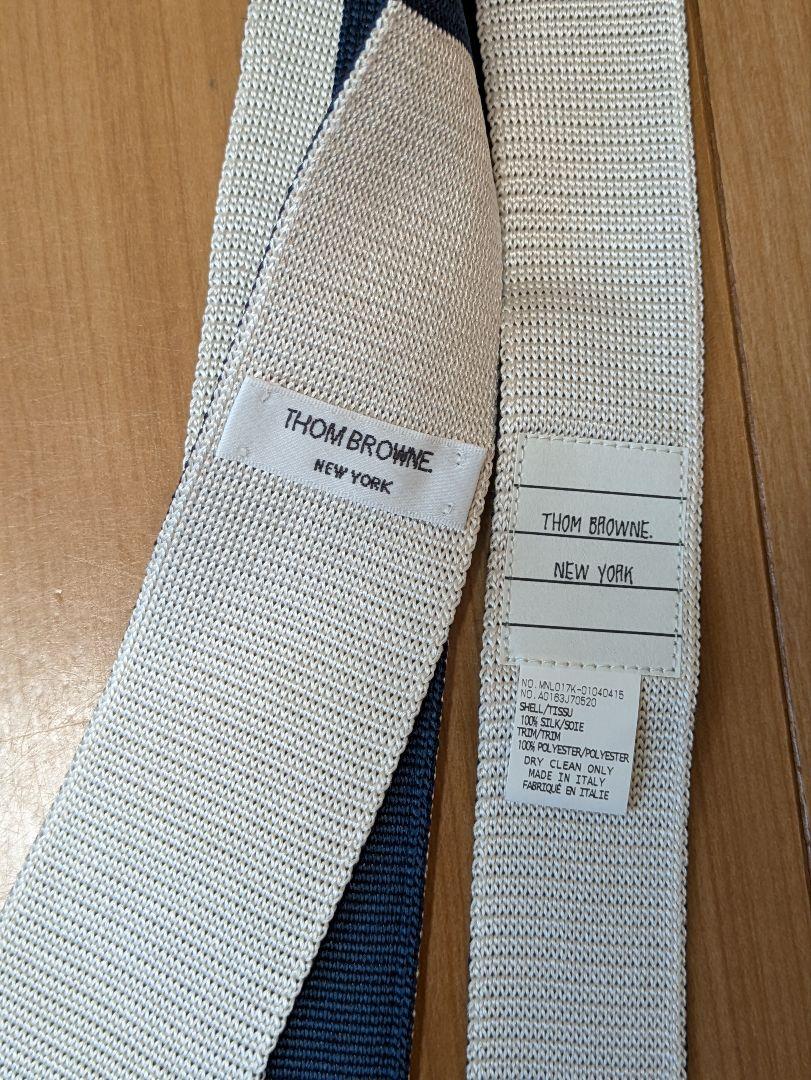 THOM BROWNE.
NEW YORK
THOM BROWNE.
NEW YORK
NO.MNL017K-01040415
NO.A0163J70520
SHELL/TISSU
100% SILK/SOIE
TRIM/TRIM
100% POLYESTER/POLYESTER
DRY CLEAN ONLY
MADE IN ITALY
FABRIQUÉ EN ITALIE